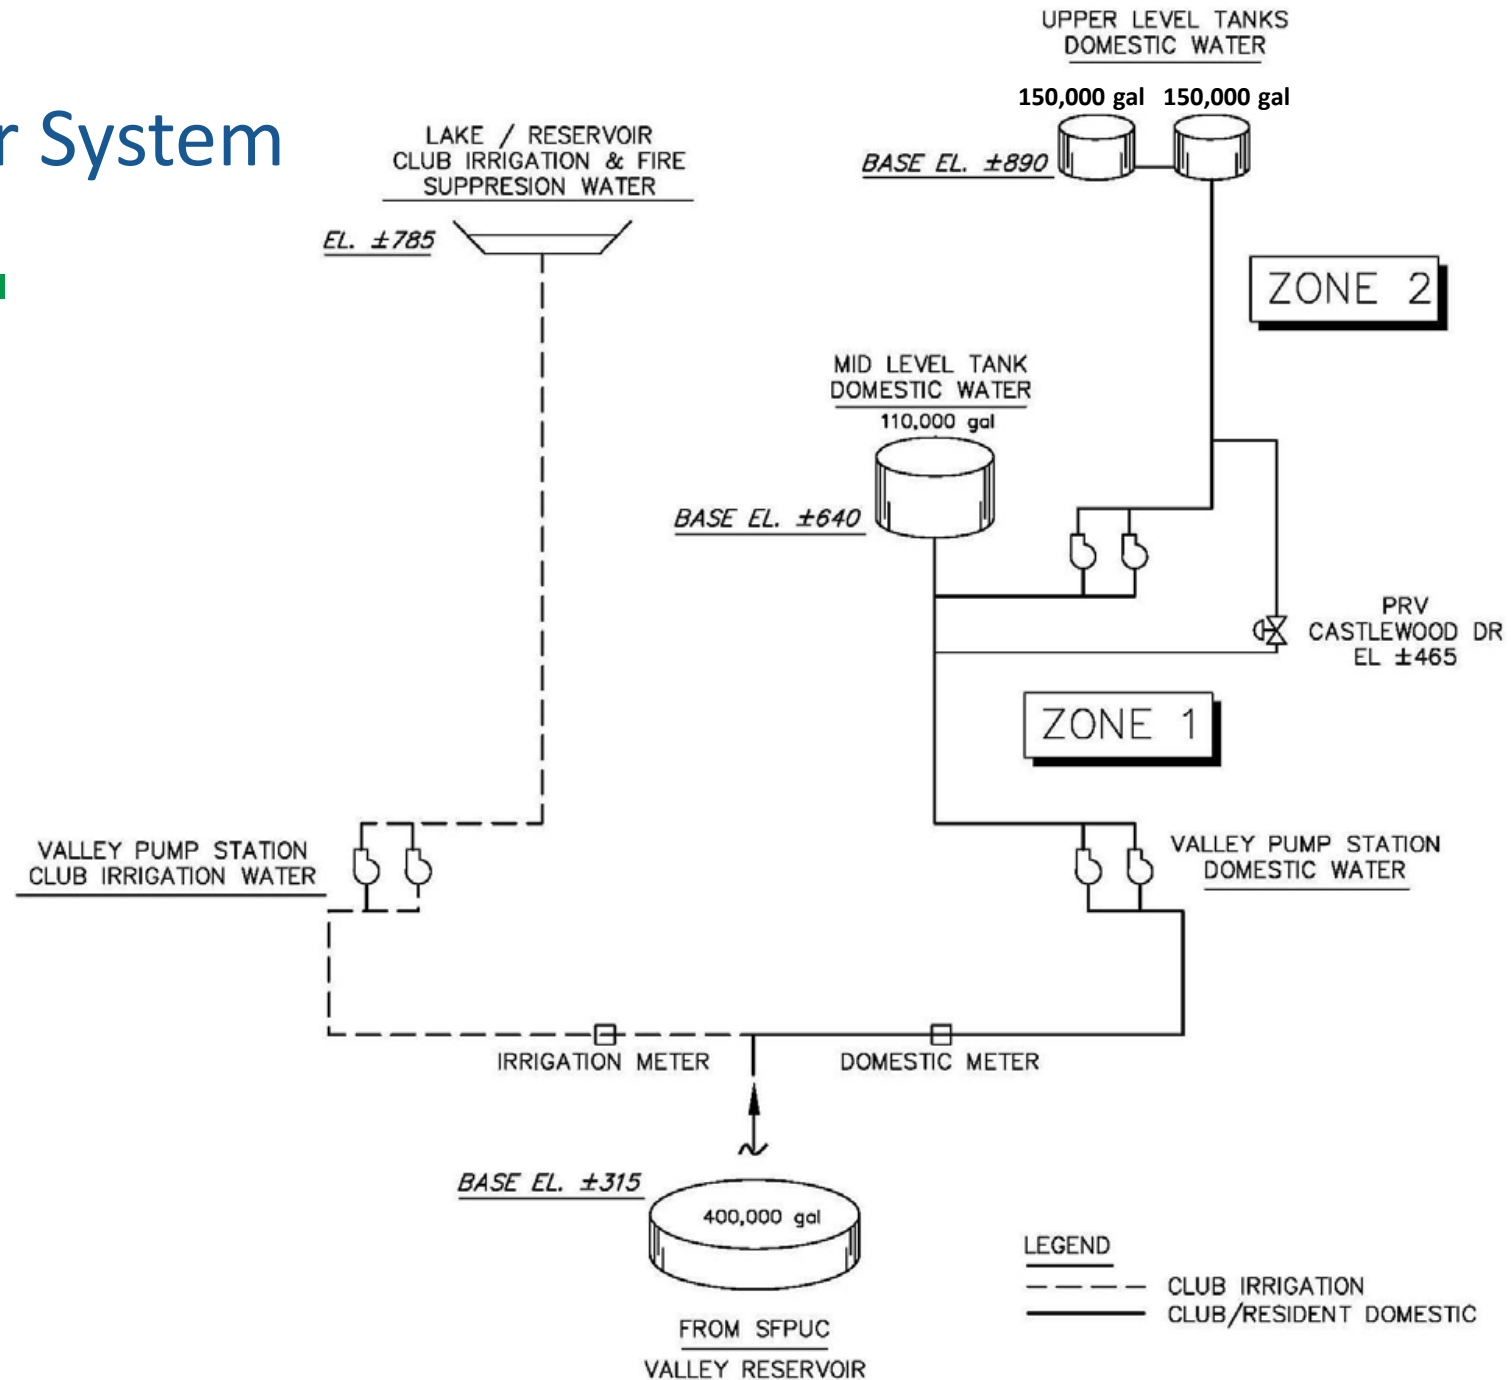 r System
UPPER LEVEL TANKS
DOMESTIC WATER
150,000 gal 150,000 gal
BASE EL. ±890
LAKE / RESERVOIR
CLUB IRRIGATION & FIRE
SUPPRESION WATER
EL. ±785
ZONE 2
MID LEVEL TANK
DOMESTIC WATER
110,000 gal
BASE EL. ±640
PRV
CASTLEWOOD DR
EL ±465
ZONE 1
VALLEY PUMP STATION
CLUB IRRIGATION WATER
VALLEY PUMP STATION
DOMESTIC WATER
IRRIGATION METER
DOMESTIC METER
BASE EL. ±315
400,000 gal
FROM SFPUC
VALLEY RESERVOIR
LEGEND
CLUB IRRIGATION
CLUB/RESIDENT DOMESTIC